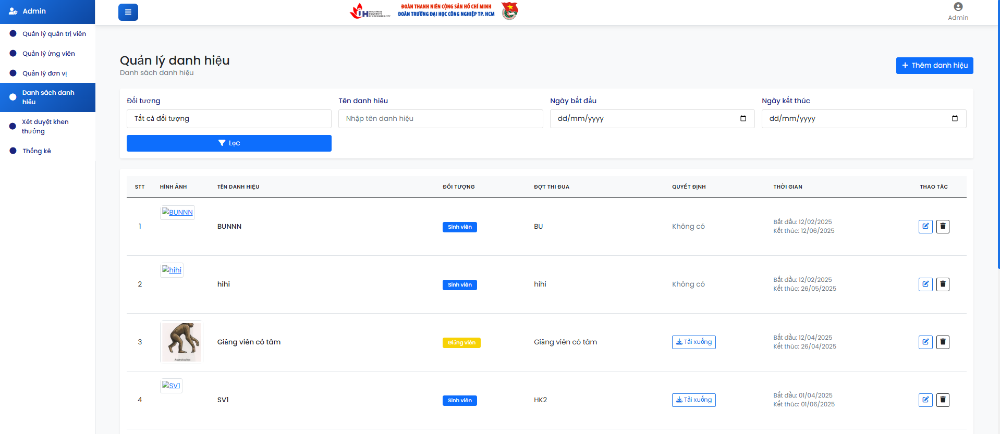 Admin
INDUSTRIAL
UNIVERSITY
OF HOCHIMINH CITY
ĐOÀN THANH NIÊN CỘNG SẢN HỒ CHÍ MINH
ĐOÀN TRƯỜNG ĐẠI HỌC CÔNG NGHIỆP TP. HCM
Admin
Quản lý quản trị viên
Quản lý ứng viên
Quản lý đơn vị
Danh sách danh
hiệu
Xét duyệt khen
thưởng
Thống kê
Quản lý danh hiệu
Danh sách danh hiệu
+ Thêm danh hiệu
Đối tượng
Tên danh hiệu
Ngày bắt đầu
Ngày kết thúc
Tất cả đối tượng
Nhập tên danh hiệu
dd/mm/yyyy
dd/mm/yyyy
Lọc
STT HÌNH ẢNH TÊN DANH HIỆU ĐỐI TƯỢNG ĐỢT THI ĐUA QUYẾT ĐỊNH THỜI GIAN THAO TÁC
1 BUNNN BUNNN Sinh viên BU Không có Bắt đầu: 12/02/2025
Kết thúc: 12/06/2025
2 hihi hihi Sinh viên hihi Không có Bắt đầu: 12/02/2025
Kết thúc: 26/05/2025
3 Giảng viên có tâm Giảng viên Giảng viên có tâm Tải xuống Bắt đầu: 12/04/2025
Kết thúc: 26/04/2025
4 SV1 SV1 Sinh viên HK2 Tải xuống Bắt đầu: 01/04/2025
Kết thúc: 01/06/2025